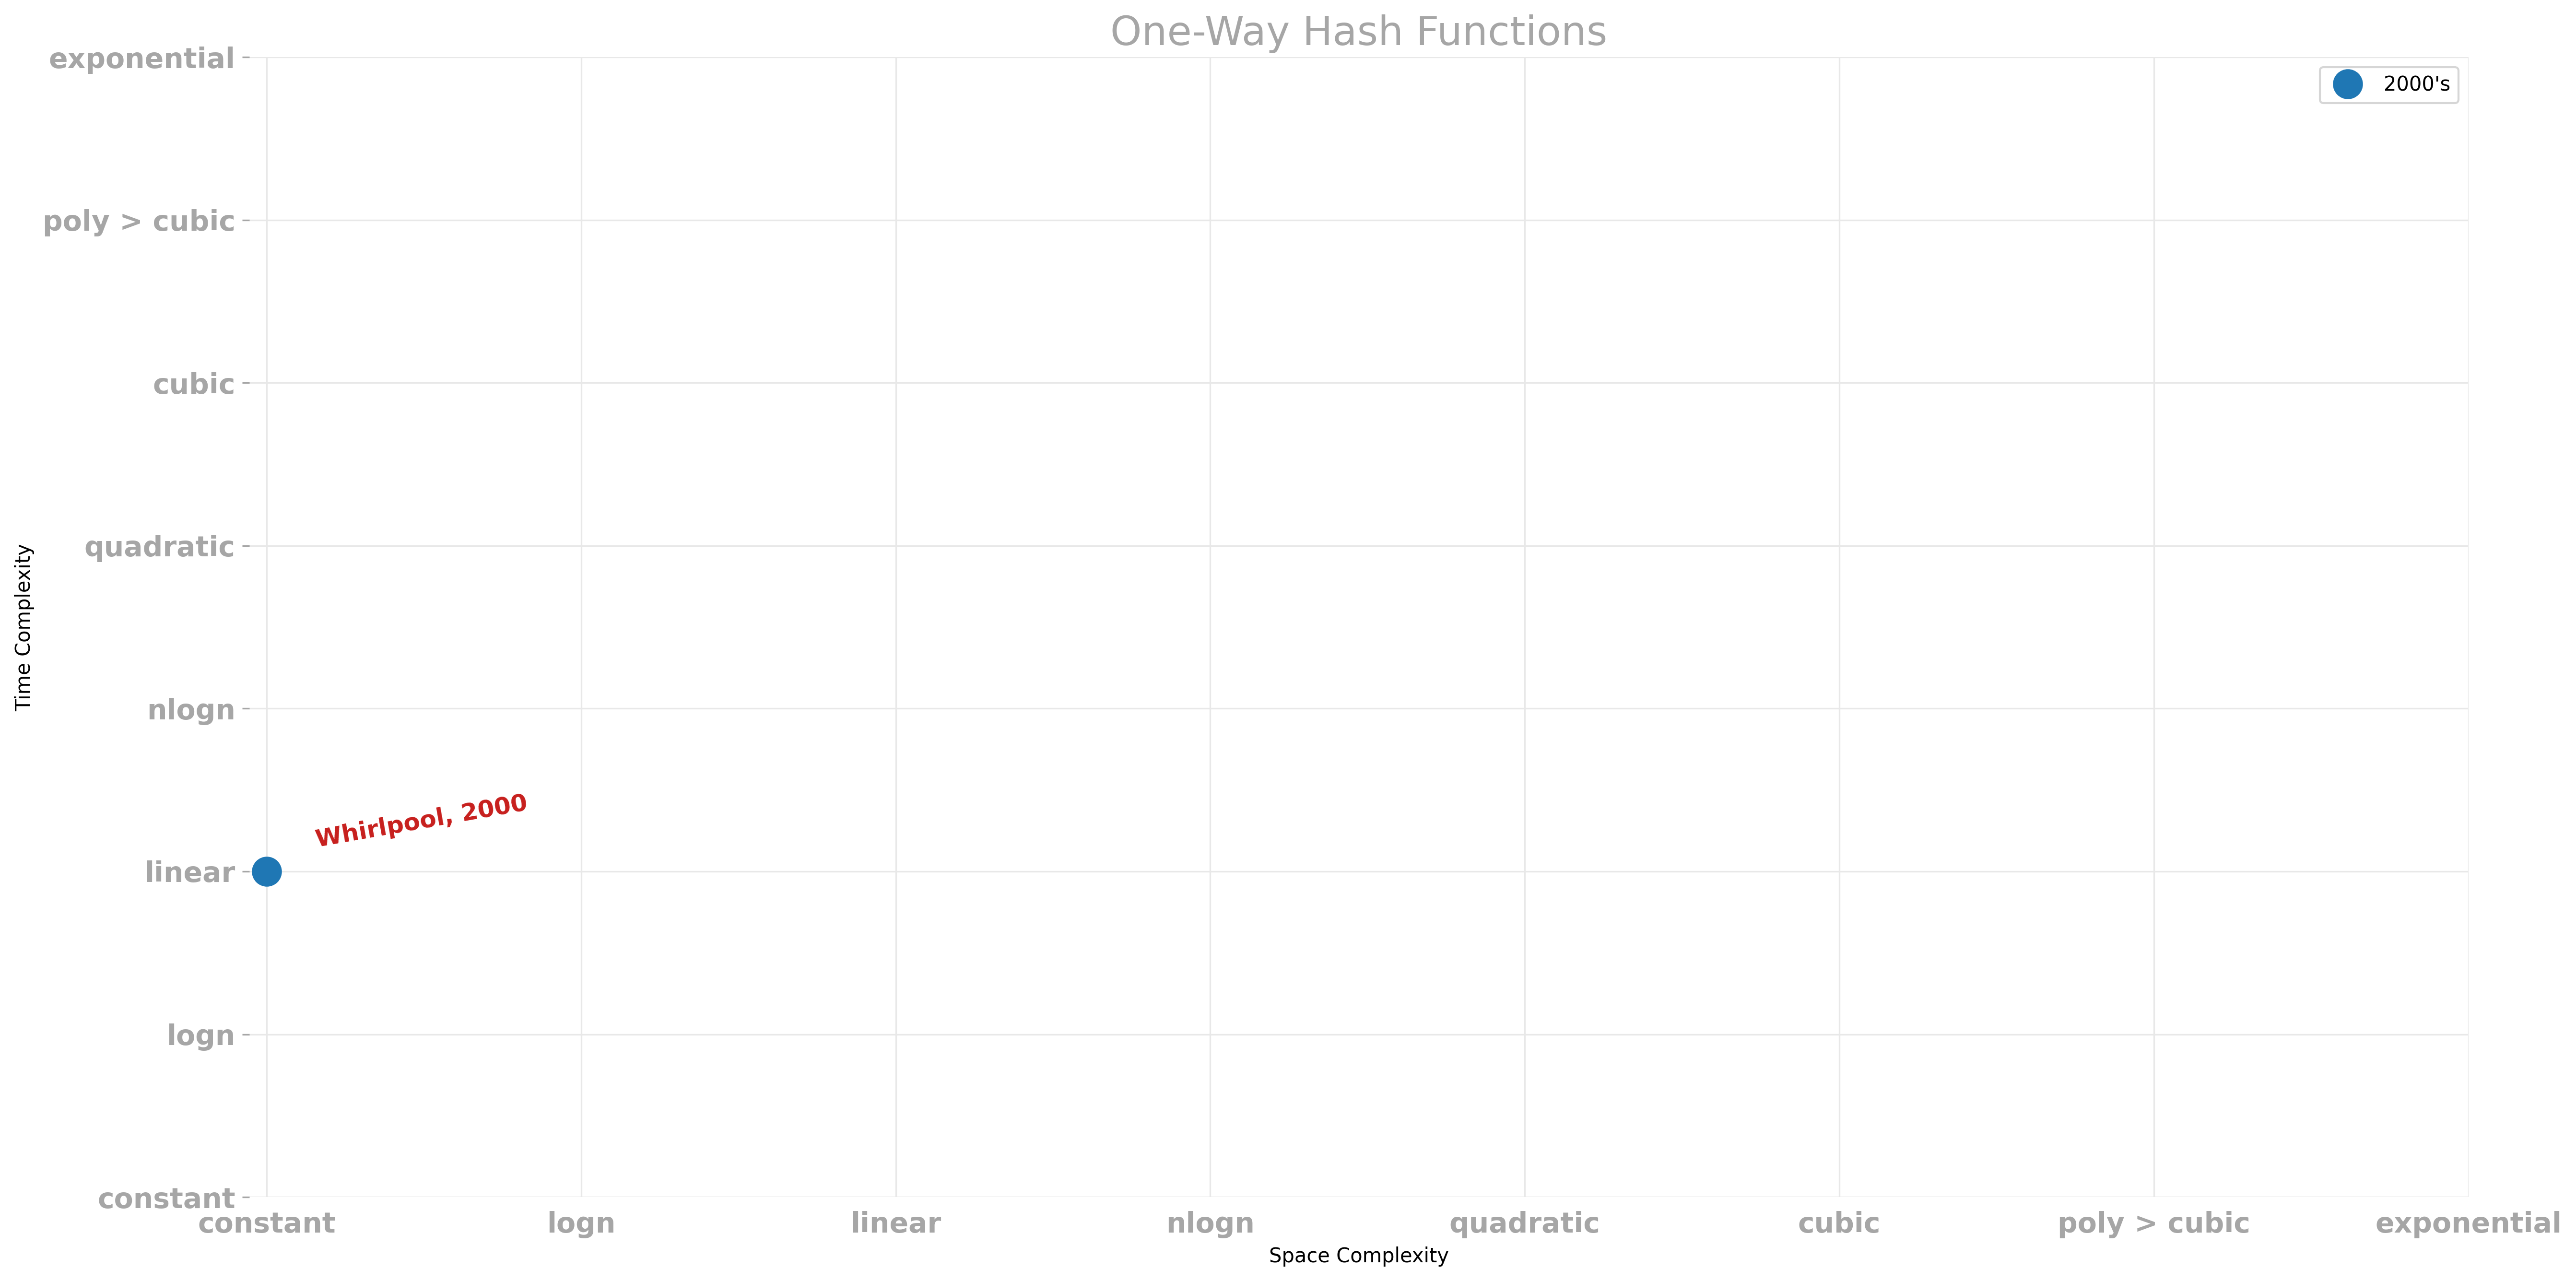 One-Way Hash Functions
exponential
2000's
poly > cubic
cubic
quadratic
Time Complexity
nlogn
Whirlpool, 2000
linear
logn
constant
constant logn linear nlogn quadratic cubic poly > cubic exponential
Space Complexity